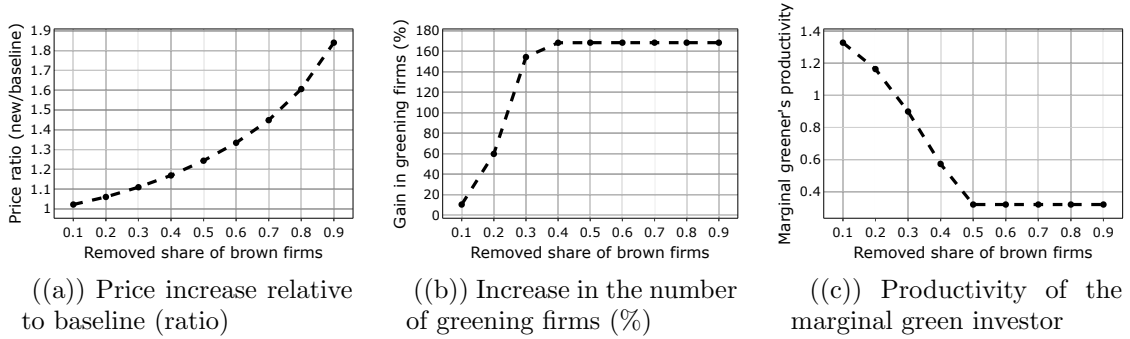 Price ratio (new/baseline)
1.9
1.8
1.7
1.6
1.5
1.4
1.3
1.2
1.1
1
0.1 0.2 0.3 0.4 0.5 0.6 0.7 0.8 0.9
Removed share of brown firms
((a)) Price increase relative
to baseline (ratio)
Gain in greening firms (%)
180
160
140
120
100
80
60
40
20
0
0.1 0.2 0.3 0.4 0.5 0.6 0.7 0.8 0.9
Removed share of brown firms
((b)) Increase in the number
of greening firms (%)
Marginal greener's productivity
1.4
1.2
1
0.8
0.6
0.4
0.1 0.2 0.3 0.4 0.5 0.6 0.7 0.8 0.9
Removed share of brown firms
((c)) Productivity of the
marginal green investor